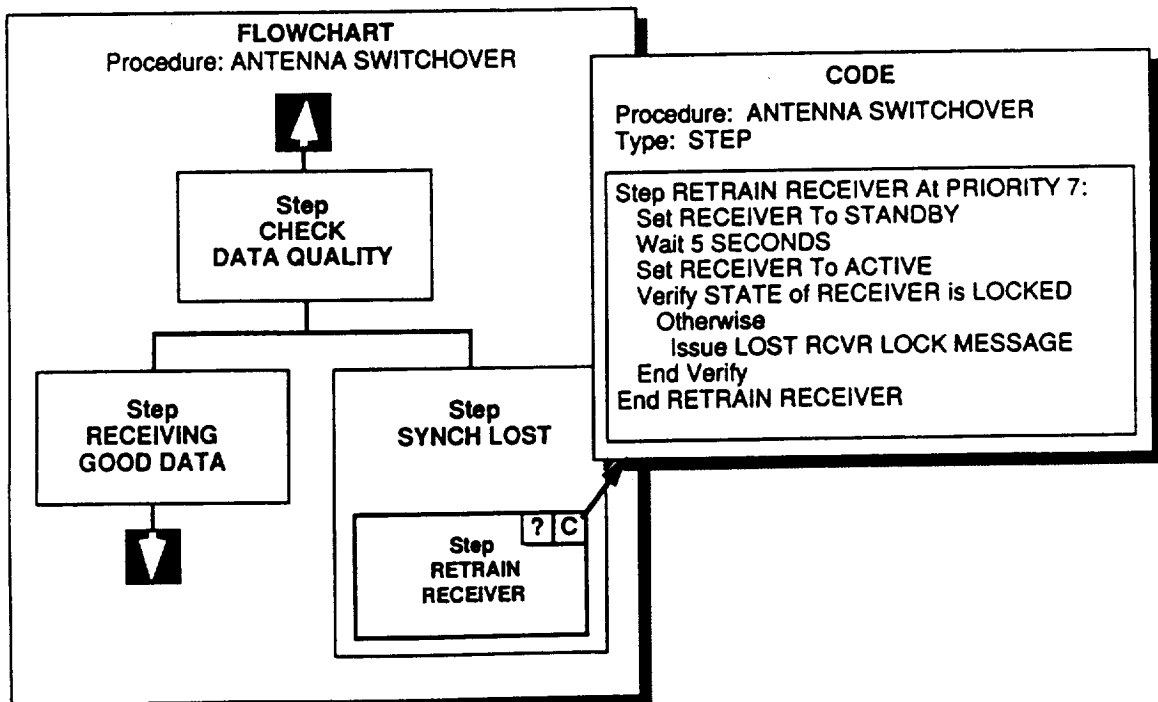 FLOWCHART
Procedure: ANTENNA SWITCHOVER
Step
CHECK
DATA QUALITY
Step
RECEIVING
GOOD DATA
Step
SYNCH LOST
? C
Step
RETRAIN
RECEIVER
CODE
Procedure: ANTENNA SWITCHOVER
Type: STEP
Step RETRAIN RECEIVER At PRIORITY 7:
Set RECEIVER To STANDBY
Wait 5 SECONDS
Set RECEIVER To ACTIVE
Verify STATE of RECEIVER is LOCKED
Otherwise
Issue LOST RCVR LOCK MESSAGE
End Verify
End RETRAIN RECEIVER